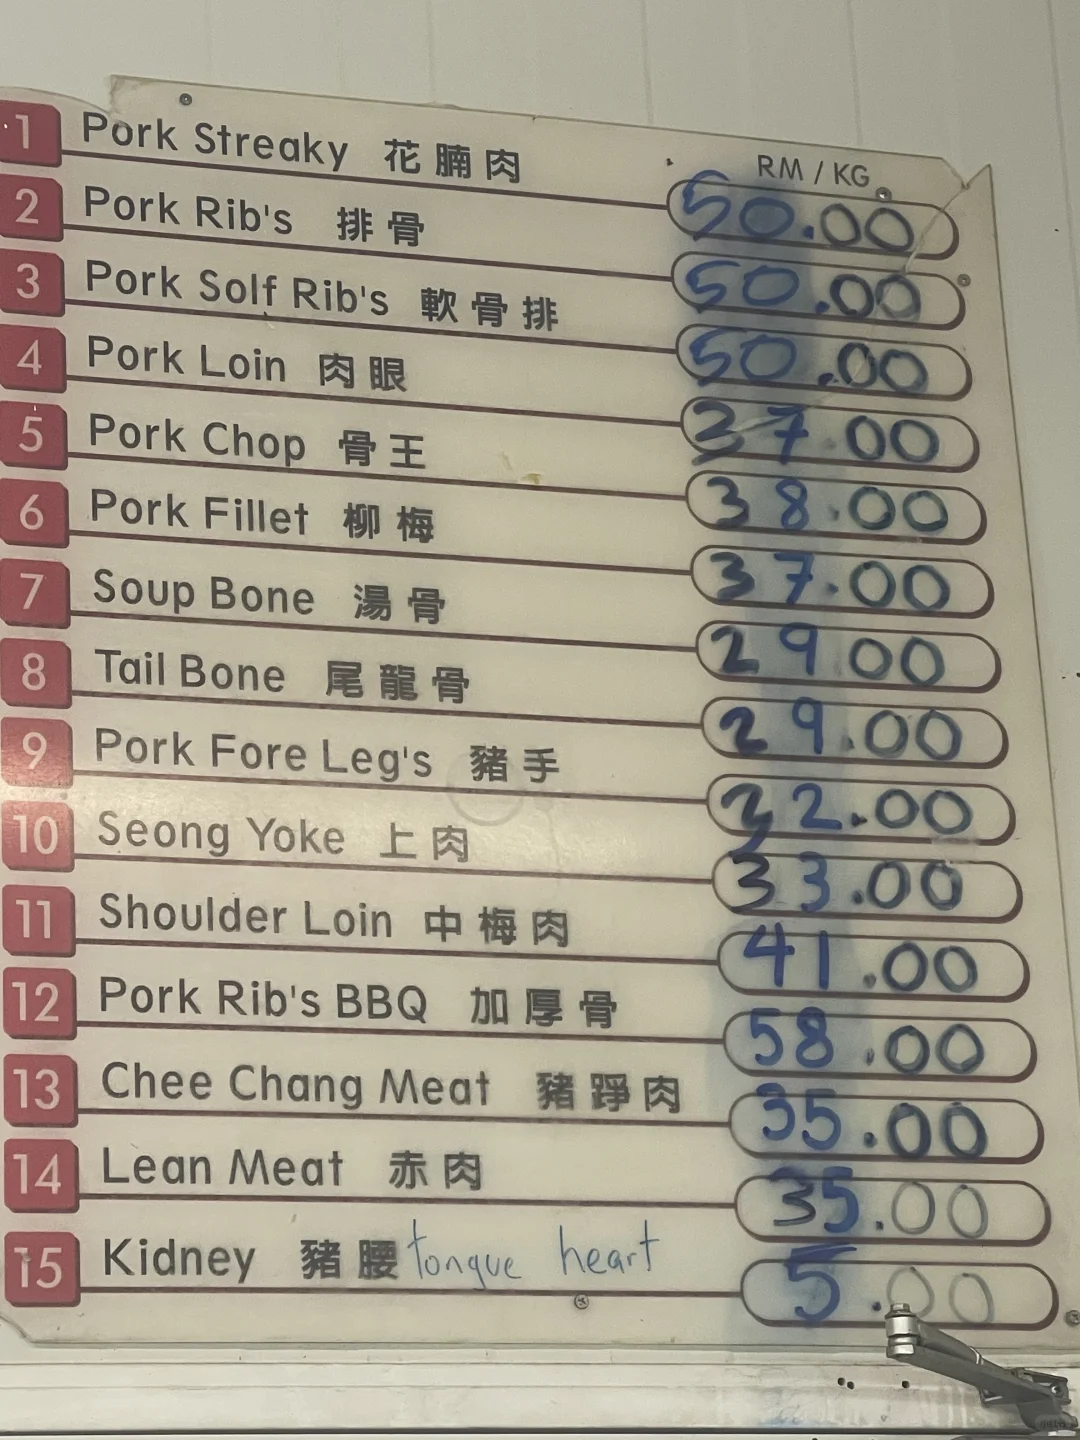 RM / KG
1 Pork Streaky 花腩肉 50.00
2 Pork Rib's 排骨 50.00
3 Pork Solf Rib's 軟骨排 50.00
4 Pork Loin 肉眼 37.00
5 Pork Chop 骨王 38.00
6 Pork Fillet 柳梅 37.00
7 Soup Bone 湯骨 29 00
8 Tail Bone 尾龍骨 29.00
9 Pork Fore Leg's 豬手 22.00
10 Seong Yoke 上肉 33.00
11 Shoulder Loin 中梅肉 41.00
12 Pork Rib's BBQ 加厚骨 58.00
13 Chee Chang Meat 豬踭肉 35.00
14 Lean Meat 赤肉 35.00
15 Kidney 豬腰 tongue heart 5.00